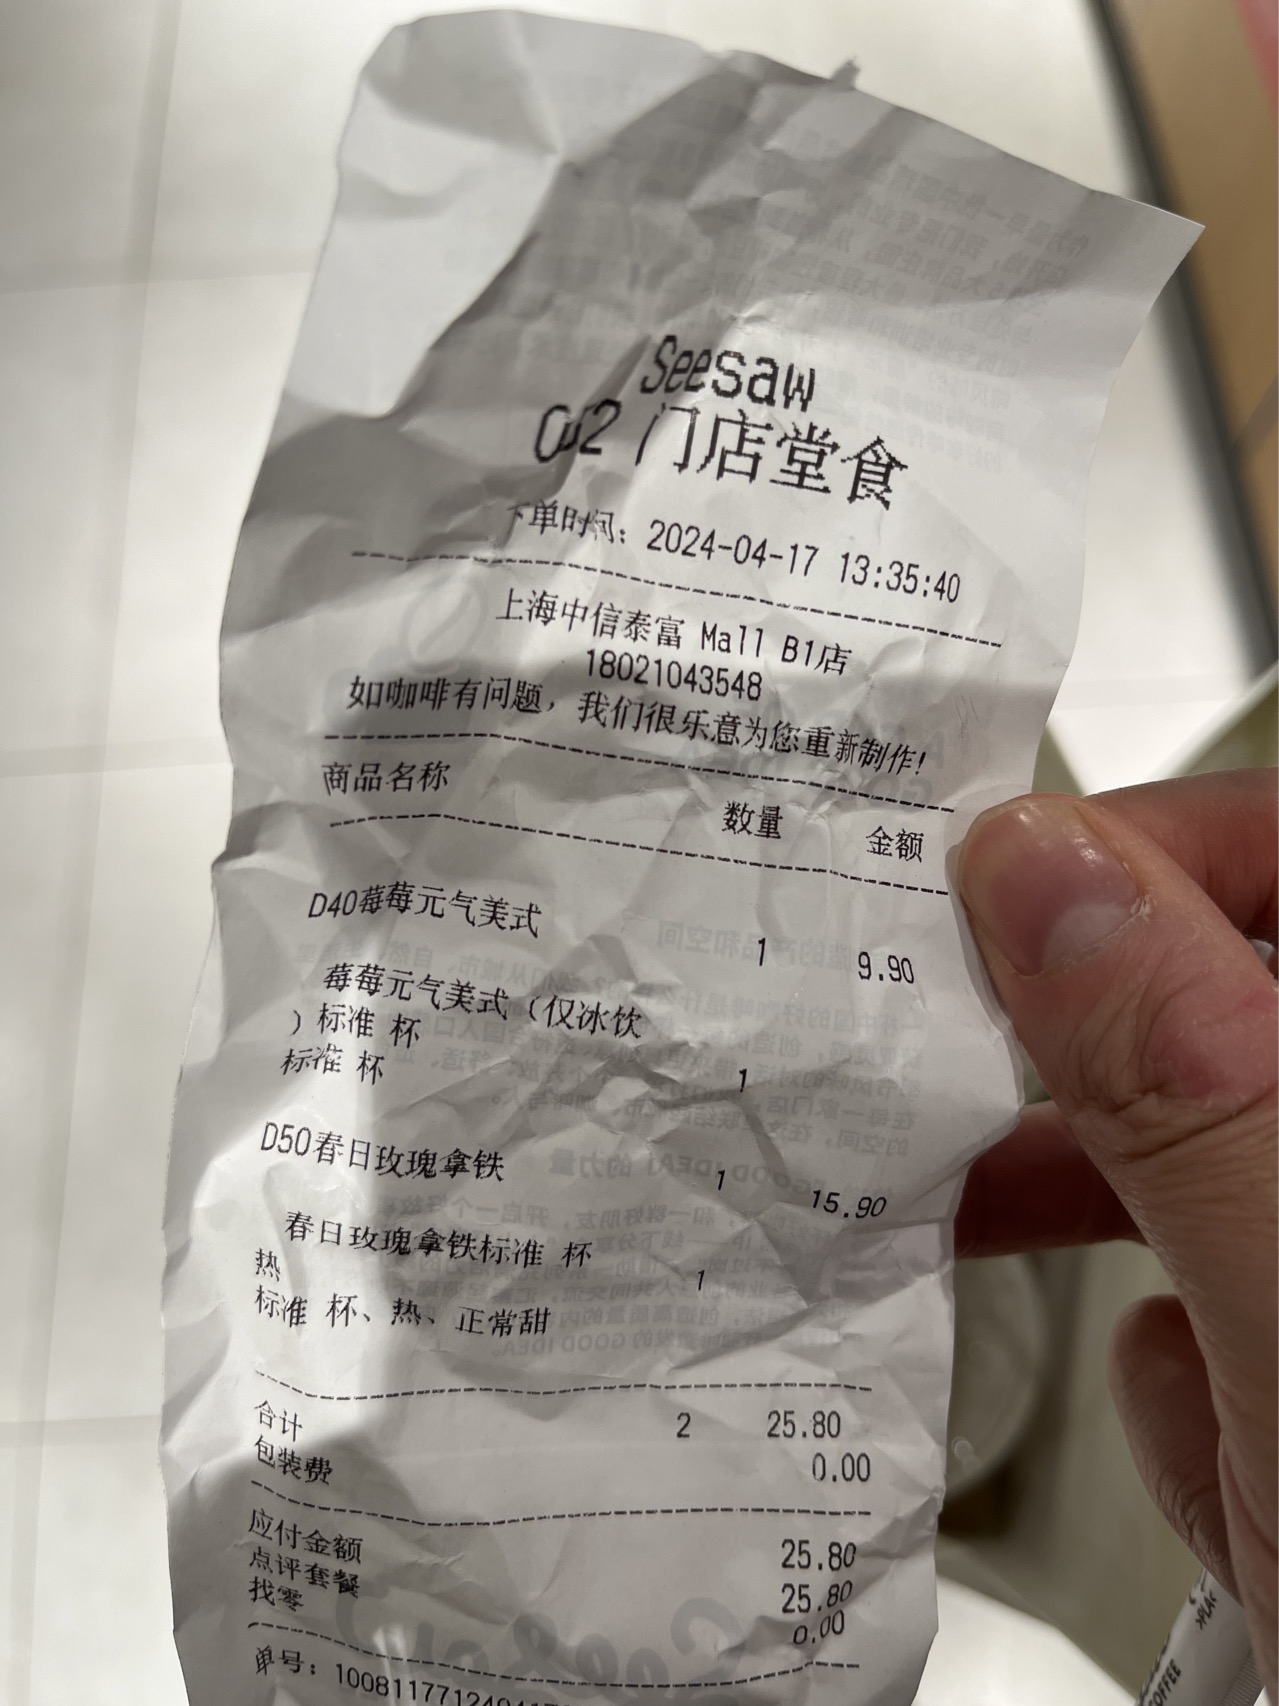 Seesaw
052 门店堂食
下单时间: 2024-04-17 13:35:40
上海中信泰富 Mall B1店
18021043548
如咖啡有问题, 我们很乐意为您重新制作!
商品名称 数量 金额
D40莓莓元气美式 1 9.90
莓莓元气美式 (仅冰饮
) 标准 杯 1
标准 杯
D50春日玫瑰拿铁 1 15.90
春日玫瑰拿铁标准 杯
热 1
标准 杯、热、正常甜
合计 2 25.80
包装费 0.00
应付金额 25.80
点评套餐 25.80
找零 0.00
单号:
OFFEE